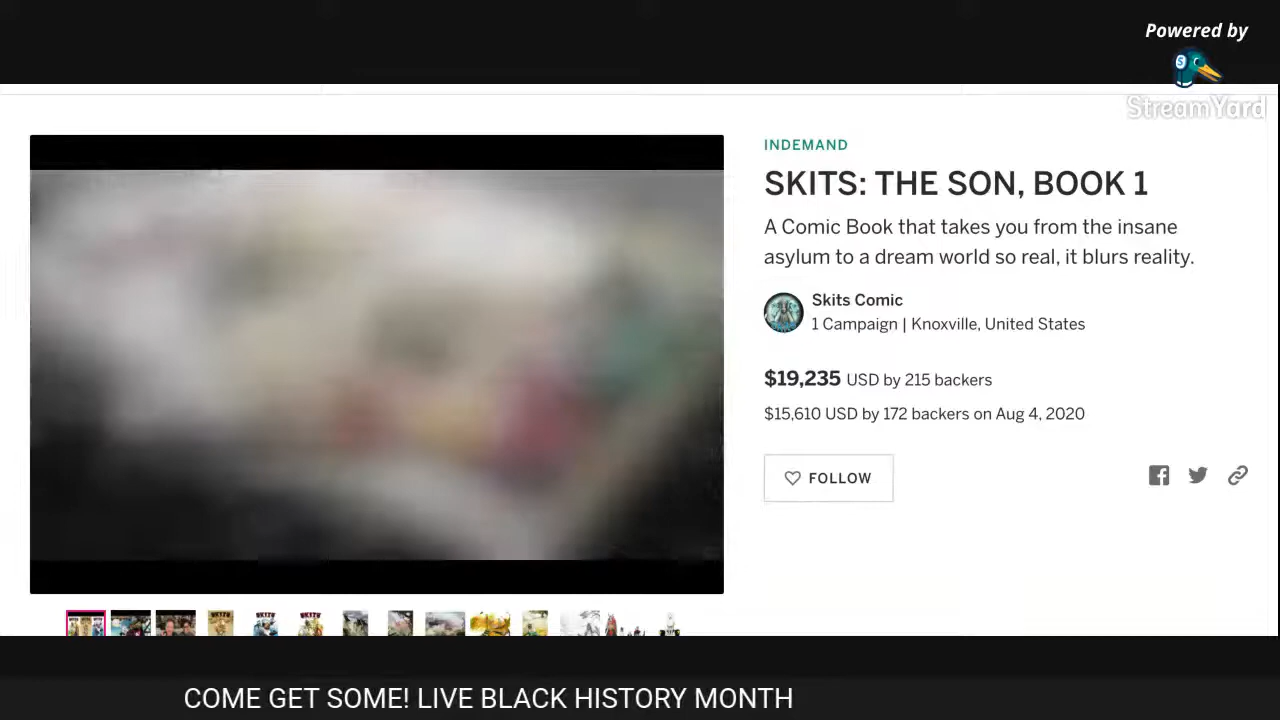 Powered by
StreamYard
INDEMAND
SKITS: THE SON, BOOK 1
A Comic Book that takes you from the insane
asylum to a dream world so real, it blurs reality.
Skits Comic
1 Campaign | Knoxville, United States
$19,235 USD by 215 backers
$15,610 USD by 172 backers on Aug 4, 2020
FOLLOW
COME GET SOME! LIVE BLACK HISTORY MONTH